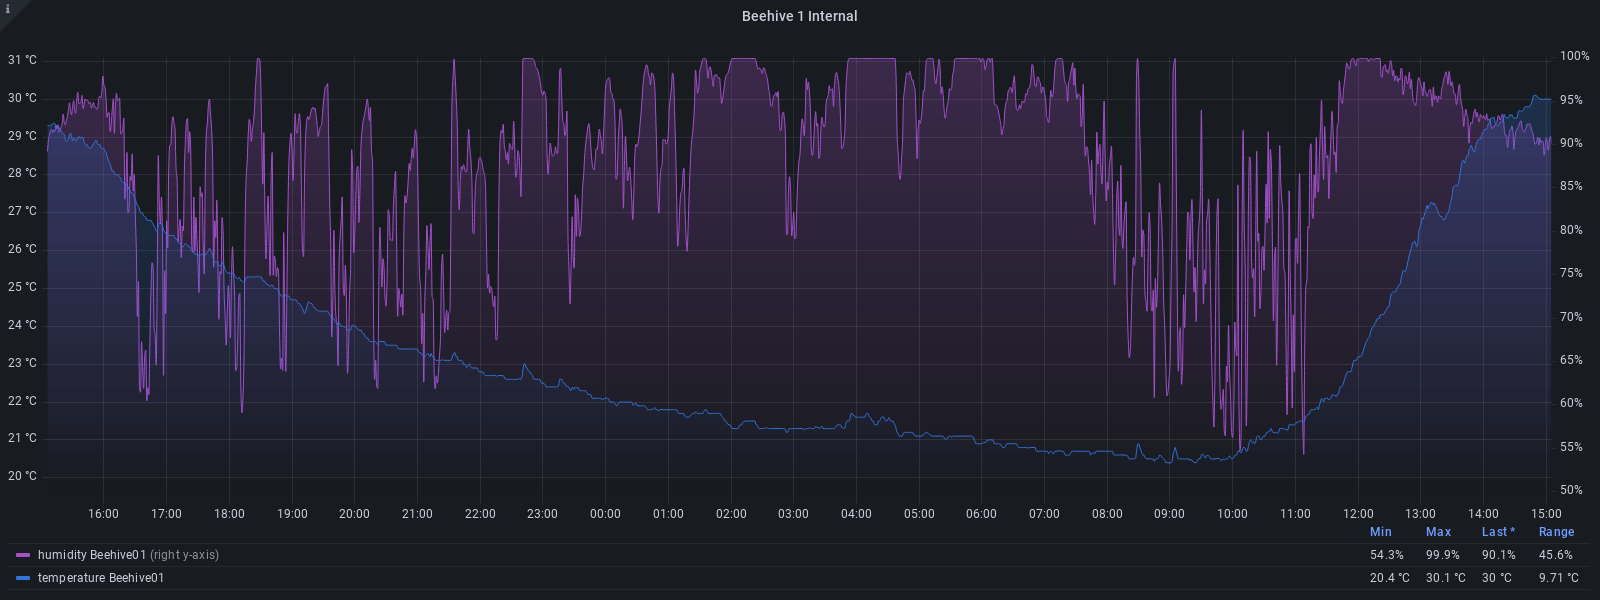 i
Beehive 1 Internal
31 °C
30 °C
29 °C
28 °C
27 °C
26 °C
25 °C
24 °C
23 °C
22 °C
21 °C
20 °C
100%
95%
90%
85%
80%
75%
70%
65%
60%
55%
50%
16:00 17:00 18:00 19:00 20:00 21:00 22:00 23:00 00:00 01:00 02:00 03:00 04:00 05:00 06:00 07:00 08:00 09:00 10:00 11:00 12:00 13:00 14:00 15:00
Min Max Last * Range
humidity Beehive01 (right y-axis) 54.3% 99.9% 90.1% 45.6%
temperature Beehive01 20.4 °C 30.1 °C 30 °C 9.71 °C